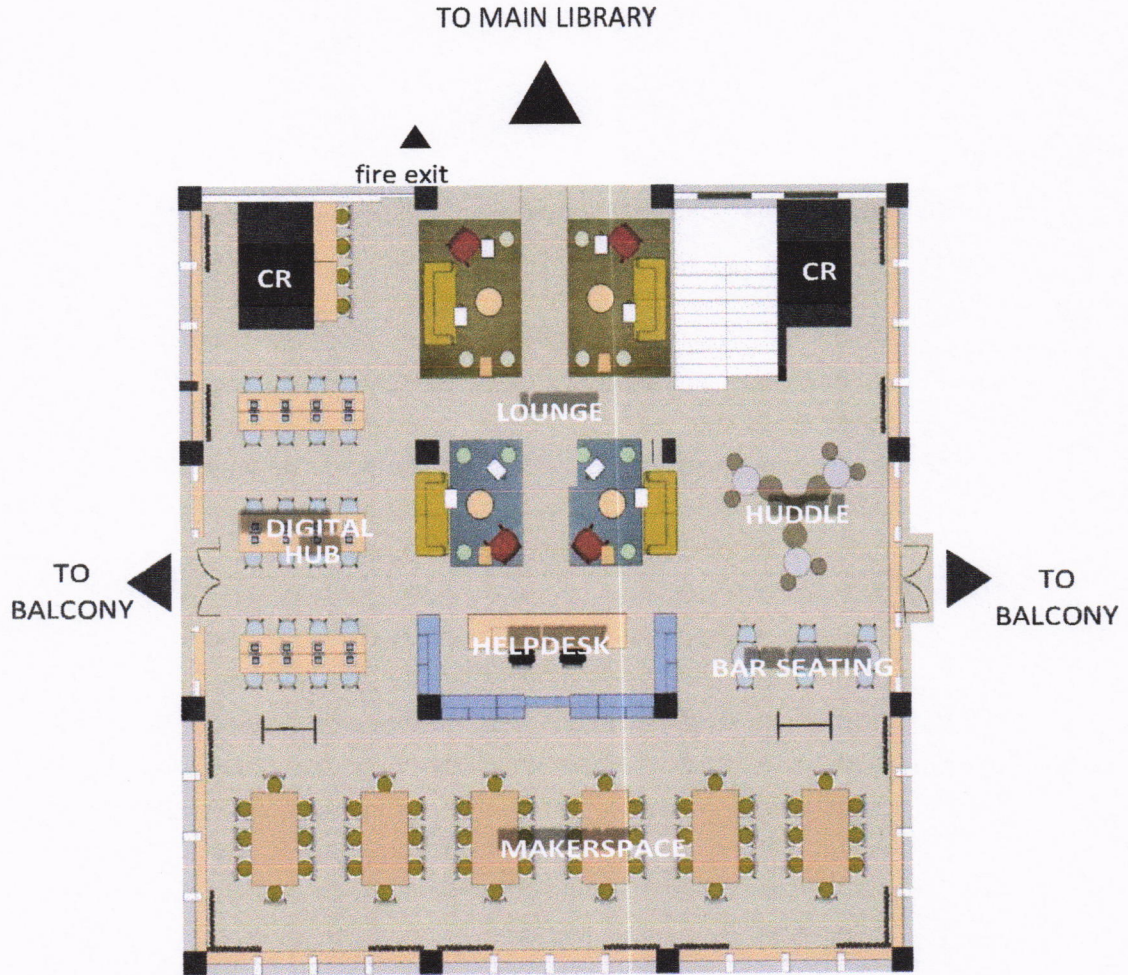 TO MAIN LIBRARY
fire exit
CR
CR
LOUNGE
HUDDLE
DIGITAL
HUB
TO
BALCONY
TO
BALCONY
HELPDESK
BAR SEATING
MAKERSPACE